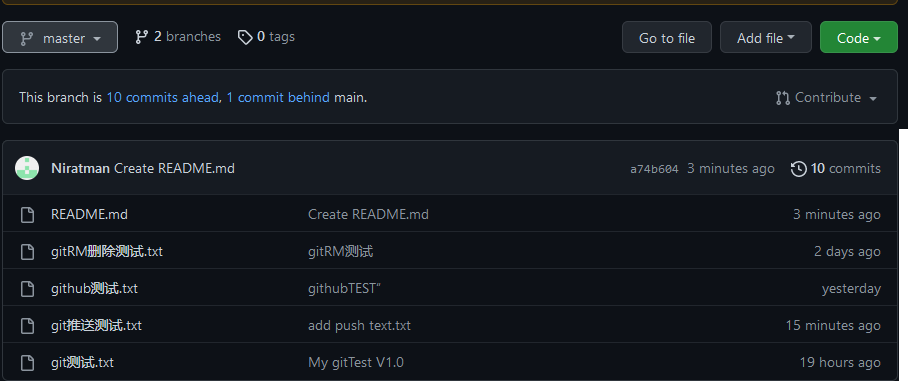 master 2 branches 0 tags Go to file Add file Code
This branch is 10 commits ahead, 1 commit behind main. Contribute
Niratman Create README.md a74b604 3 minutes ago 10 commits
README.md Create README.md 3 minutes ago
gitRM删除测试.txt gitRM测试 2 days ago
github测试.txt githubTEST" yesterday
git推送测试.txt add push text.txt 15 minutes ago
git测试.txt My gitTest V1.0 19 hours ago